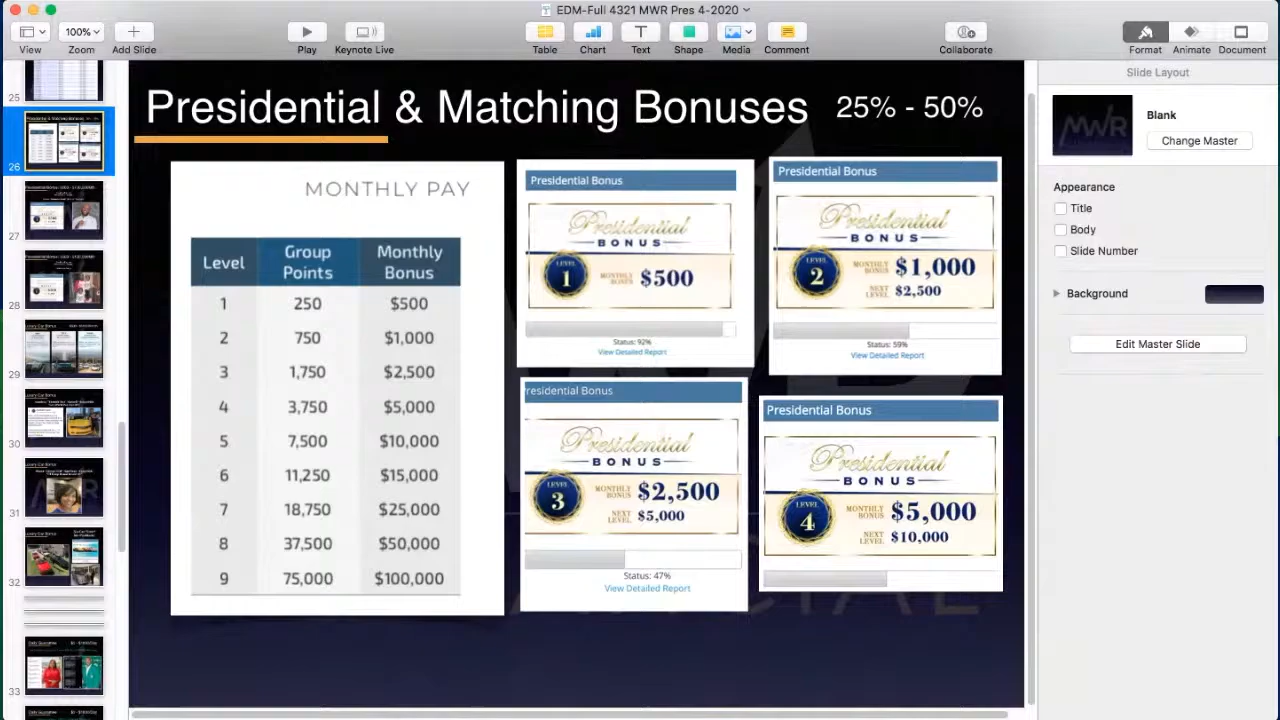 EDM-Full 4321 MWR Pres 4-2020
100%
View
Zoom
Add Slide
Play
Keynote Live
Table
Chart
Text
Shape
Media
Comment
Collaborate
Format
Animate
Document
25
26
27
28
29
30
31
32
33
Presidential & Matching Bonuses 25% - 50%
MONTHLY PAY
Level Group Points Monthly Bonus
1 250 $500
2 750 $1,000
3 1,750 $2,500
4 3,750 $5,000
5 7,500 $10,000
6 11,250 $15,000
7 18,750 $25,000
8 37,500 $50,000
9 75,000 $100,000
Presidential Bonus
Presidential
BONUS
LEVEL
1
MONTHLY
BONUS
$500
Status: 92%
View Detailed Report
Presidential Bonus
Presidential
BONUS
LEVEL
2
MONTHLY
BONUS
$1,000
NEXT
LEVEL
$2,500
Status: 59%
View Detailed Report
residential Bonus
Presidential
BONUS
LEVEL
3
MONTHLY
BONUS
$2,500
NEXT
LEVEL
$5,000
Status: 47%
View Detailed Report
Presidential Bonus
Presidential
BONUS
LEVEL
4
MONTHLY
BONUS
$5,000
NEXT
LEVEL
$10,000
Slide Layout
Blank
Change Master
Appearance
Title
Body
Slide Number
Background
Edit Master Slide